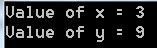 Value of x = 3
Value of y = 9